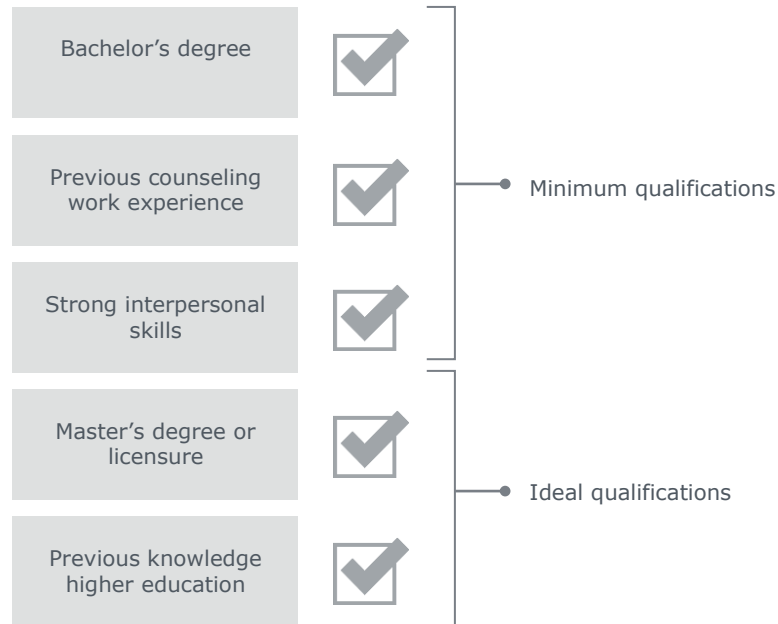 Bachelor’s degree
Previous counseling
work experience
Minimum qualifications
Strong interpersonal
skills
Master’s degree or
licensure
Ideal qualifications
Previous knowledge
higher education